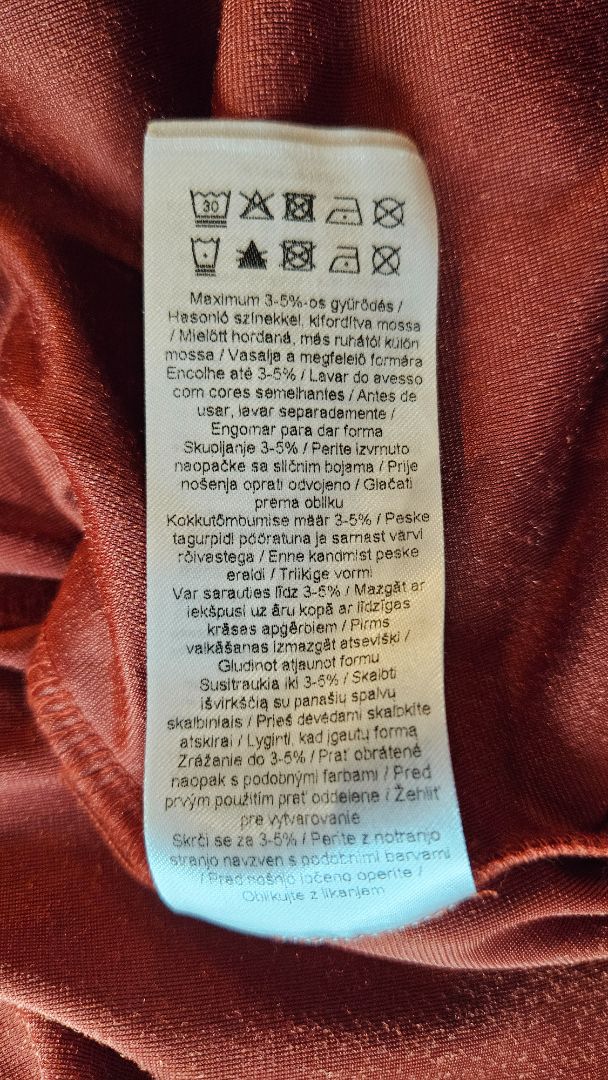 30
Maximum 3-5%-os gyűrődés /
Hasonló színekkel, kifordítva mossa
/ Mielőtt hordaná, más ruhától külön
mossa / Vasalja a megfelelő formára
Encolhe até 3-5% / Lavar do avesso
com cores semelhantes / Antes de
usar, lavar separadamente /
Engomar para dar forma
Skupljanje 3-5% / Perite izvrnuto
naopačke sa sličnim bojama / Prije
nošenja oprati odvojeno / Glačati
prema obliku
Kokkutõmbumise määr 3-5% / Peske
tagurpidi pööratuna ja sarnast värvi
rõivastega / Enne kandmist peske
eraldi / Triikige vormi
Var sarauties līdz 3-5% / Mazgāt ar
iekšpusi uz āru kopā ar līdzīgas
krāsas apģērbiem / Pirms
valkāšanas izmazgāt atsevišķi /
Gludinot atjaunot formu
Susitraukia iki 3-5% / Skalbti
išvirkščią su panašių spalvų
skalbiniais / Prieš dėvėdami skalbkite
atskirai / Lyginti, kad įgautų formą
Zrážanie do 3-5% / Prať obrátené
naopak s podobnými farbami / Pred
prvým použitím prať oddelene / Žehliť
pre vytvarovanie
Skrči se za 3-5% / Perite z notranjo
stranjo navzven s podobnimi barvami
/ Pred nošnjo ločeno operite /
Oblikujte z likanjem